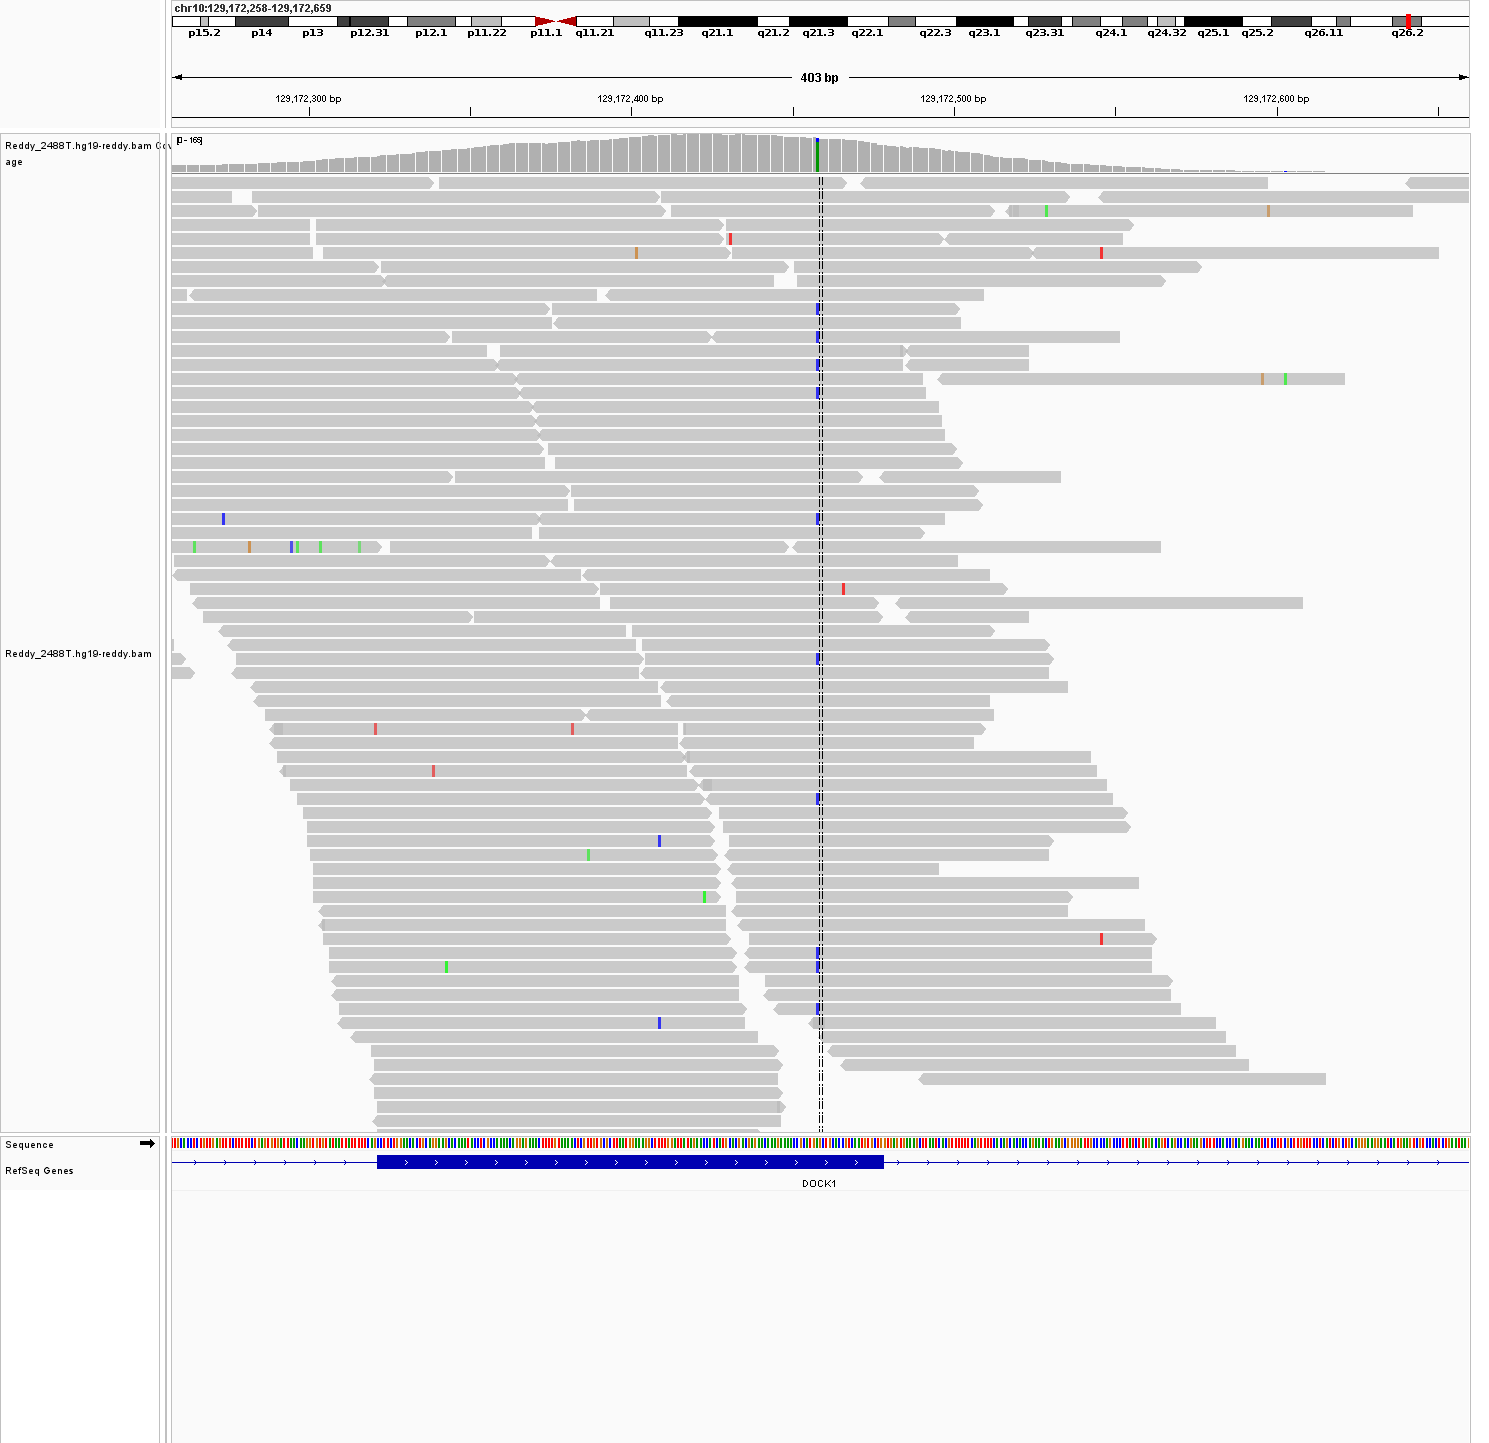 chr10:129,172,258-129,172,659
p15.2 p14 p13 p12.31 p12.1 p11.22 p11.1 q11.21 q11.23 q21.1 q21.2 q21.3 q22.1 q22.3 q23.1 q23.31 q24.1 q24.32 q25.1 q25.2 q26.11 q26.2
403 bp
129,172,300 bp 129,172,400 bp 129,172,500 bp 129,172,600 bp
Reddy_2488T.hg19-reddy.bam Cov
age
[0 - 165]
Reddy_2488T.hg19-reddy.bam
Sequence
RefSeq Genes
DOCK1